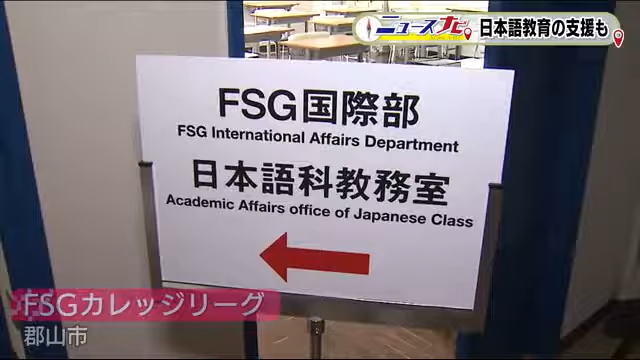 ニュースナビ
日本語教育の支援も
FSG国際部
FSG International Affairs Department
日本語科教務室
Academic Affairs office of Japanese Class
FSGカレッジリーグ
郡山市